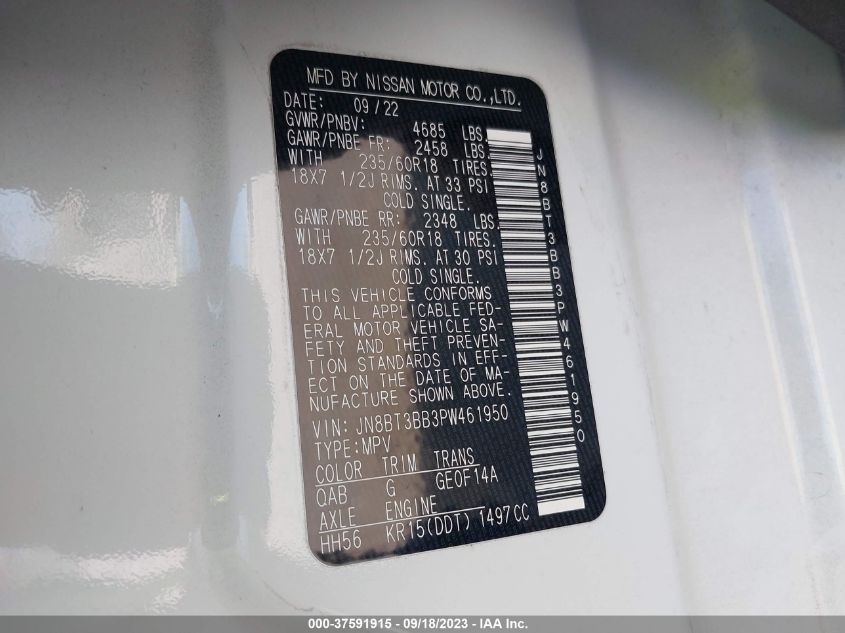 MFD BY NISSAN MOTOR CO.,LTD.
DATE: 09/22
GVWR/PNBV: 4685 LBS.
GAWR/PNBE FR: 2458 LBS.
WITH 235/60R18 TIRES.
18X7 1/2J RIMS. AT 33 PSI
COLD SINGLE.
GAWR/PNBE RR: 2348 LBS.
WITH 235/60R18 TIRES.
18X7 1/2J RIMS. AT 30 PSI
COLD SINGLE.
THIS VEHICLE CONFORMS
TO ALL APPLICABLE FED-
ERAL MOTOR VEHICLE SA-
FETY AND THEFT PREVEN-
TION STANDARDS IN EFF-
ECT ON THE DATE OF MA-
NUFACTURE SHOWN ABOVE.
VIN: JN8BT3BB3PW461950
TYPE:MPV
COLOR TRIM TRANS
QAB G GE0F14A
AXLE ENGINE
HH56 KR15(DDT) 1497CC
JN8BT3BB3PW461950
000-37591915 - 09/18/2023 - IAA Inc.